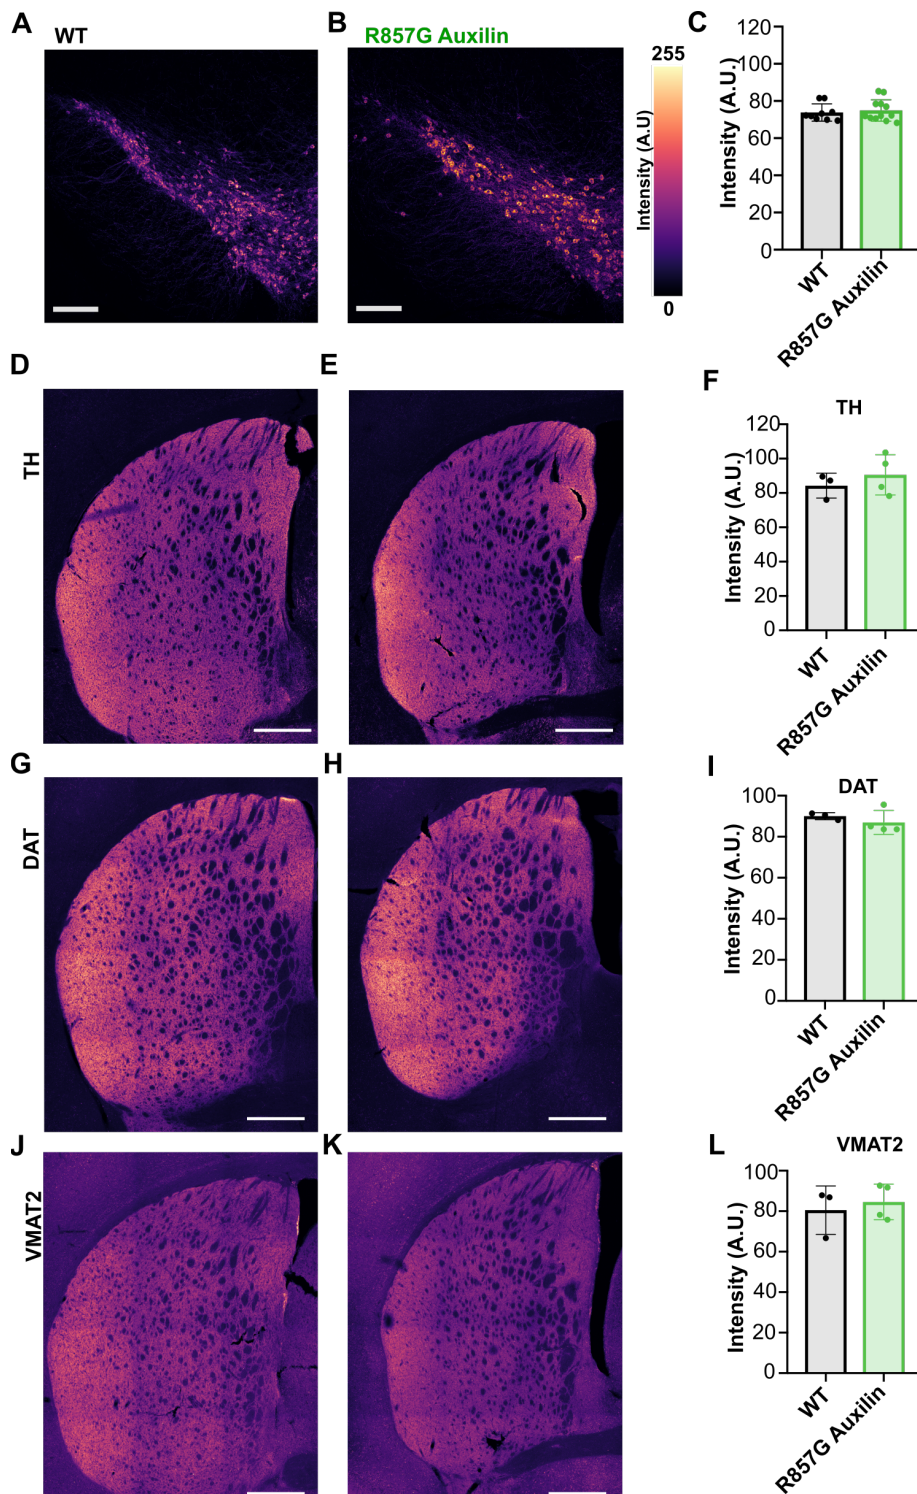 A WT
B R857G Auxilin
255
Intensity (A.U)
0
C
Intensity (A.U.)
120
100
80
60
40
20
0
WT
R857G Auxilin
D
TH
E
F
TH
Intensity (A.U.)
120
100
80
60
40
20
0
WT
R857G Auxilin
G
DAT
H
I
DAT
Intensity (A.U.)
100
80
60
40
20
0
WT
R857G Auxilin
J
VMAT2
K
L
VMAT2
Intensity (A.U.)
100
80
60
40
20
0
WT
R857G Auxilin